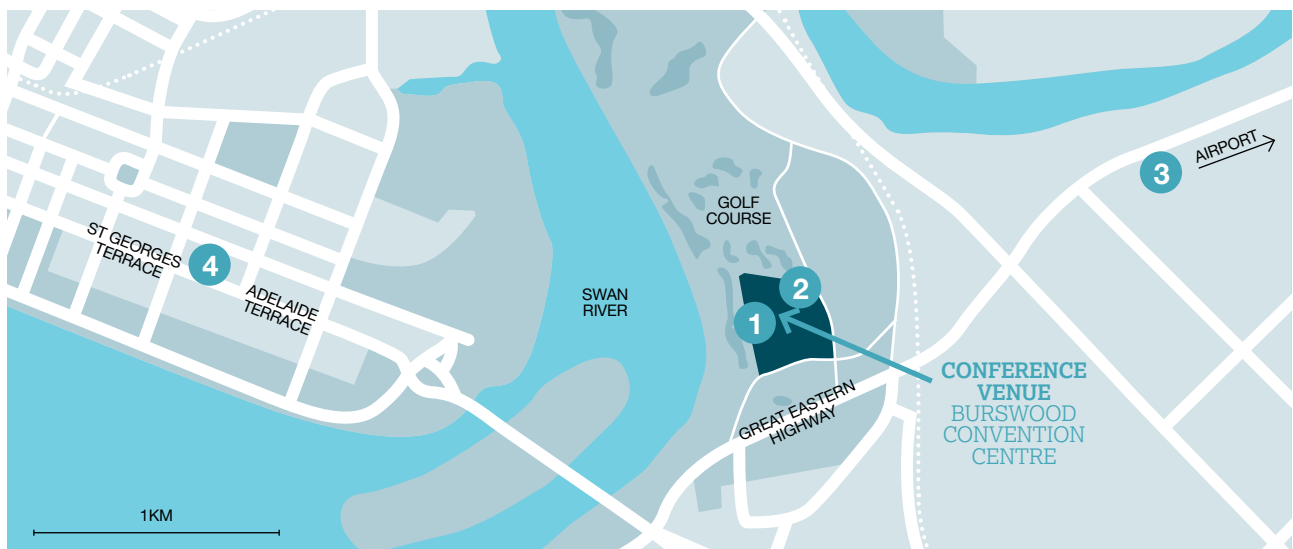 ST GEORGES
TERRACE
4
ADELAIDE
TERRACE
SWAN
RIVER
GOLF
COURSE
2
1
3
AIRPORT
GREAT EASTERN
HIGHWAY
CONFERENCE
VENUE
BURSWOOD
CONVENTION
CENTRE
1KM